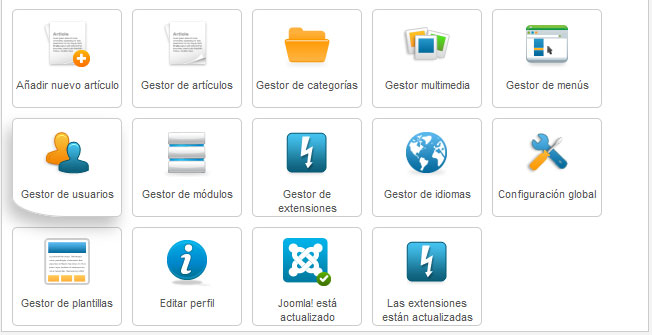 Añadir nuevo artículo
Gestor de artículos
Gestor de categorías
Gestor multimedia
Gestor de menús
Gestor de usuarios
Gestor de módulos
Gestor de
extensiones
Gestor de idiomas
Configuración global
Gestor de plantillas
Editar perfil
Joomla! está
actualizado
Las extensiones
están actualizadas